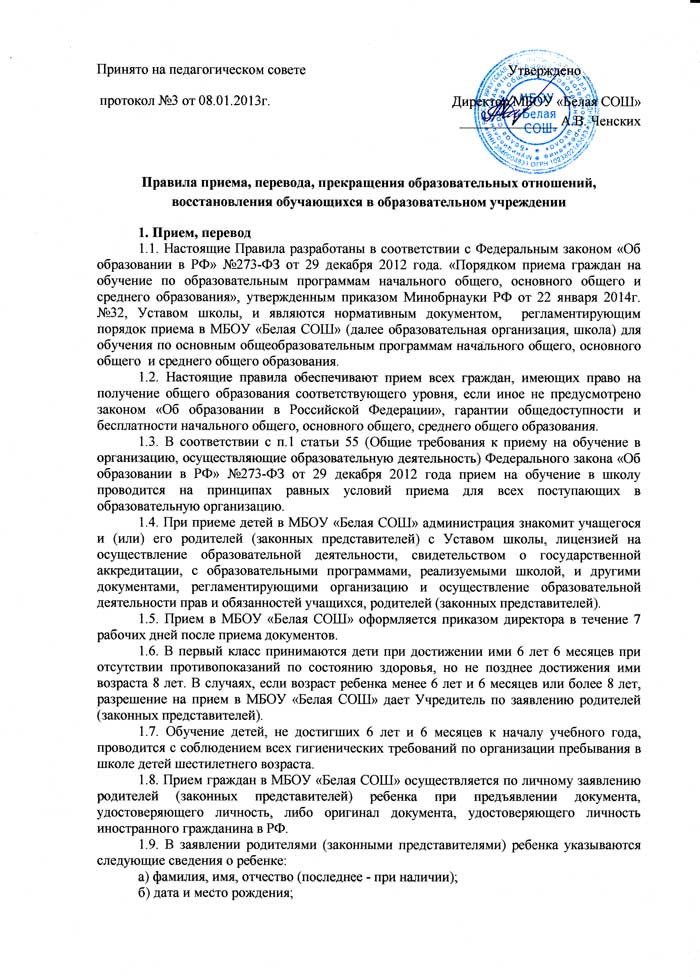 Принято на педагогическом совете
Утверждено
протокол №3 от 08.01.2013г.
Директор МБОУ «Белая СОШ»
А.В. Ченских
МБОУ
Белая
СОШ
Правила приема, перевода, прекращения образовательных отношений,
восстановления обучающихся в образовательном учреждении
1. Прием, перевод
1.1. Настоящие Правила разработаны в соответствии с Федеральным законом «Об
образовании в РФ» №273-ФЗ от 29 декабря 2012 года. «Порядком приема граждан на
обучение по образовательным программам начального общего, основного общего и
среднего образования», утвержденным приказом Минобрнауки РФ от 22 января 2014г.
№32, Уставом школы, и являются нормативным документом, регламентирующим
порядок приема в МБОУ «Белая СОШ» (далее образовательная организация, школа) для
обучения по основным общеобразовательным программам начального общего, основного
общего и среднего общего образования.
1.2. Настоящие правила обеспечивают прием всех граждан, имеющих право на
получение общего образования соответствующего уровня, если иное не предусмотрено
законом «Об образовании в Российской Федерации», гарантии общедоступности и
бесплатности начального общего, основного общего, среднего общего образования.
1.3. В соответствии с п.1 статьи 55 (Общие требования к приему на обучение в
организацию, осуществляющие образовательную деятельность) Федерального закона «Об
образовании в РФ» №273-ФЗ от 29 декабря 2012 года прием на обучение в школу
проводится на принципах равных условий приема для всех поступающих в
образовательную организацию.
1.4. При приеме детей в МБОУ «Белая СОШ» администрация знакомит учащегося
и (или) его родителей (законных представителей) с Уставом школы, лицензией на
осуществление образовательной деятельности, свидетельством о государственной
аккредитации, с образовательными программами, реализуемыми школой, и другими
документами, регламентирующими организацию и осуществление образовательной
деятельности прав и обязанностей учащихся, родителей (законных представителей).
1.5. Прием в МБОУ «Белая СОШ» оформляется приказом директора в течение 7
рабочих дней после приема документов.
1.6. В первый класс принимаются дети при достижении ими 6 лет 6 месяцев при
отсутствии противопоказаний по состоянию здоровья, но не позднее достижения ими
возраста 8 лет. В случаях, если возраст ребенка менее 6 лет и 6 месяцев или более 8 лет,
разрешение на прием в МБОУ «Белая СОШ» дает Учредитель по заявлению родителей
(законных представителей).
1.7. Обучение детей, не достигших 6 лет и 6 месяцев к началу учебного года,
проводится с соблюдением всех гигиенических требований по организации пребывания в
школе детей шестилетнего возраста.
1.8. Прием граждан в МБОУ «Белая СОШ» осуществляется по личному заявлению
родителей (законных представителей) ребенка при предъявлении документа,
удостоверяющего личность, либо оригинал документа, удостоверяющего личность
иностранного гражданина в РФ.
1.9. В заявлении родителями (законными представителями) ребенка указываются
следующие сведения о ребенке:
а) фамилия, имя, отчество (последнее - при наличии);
б) дата и место рождения;